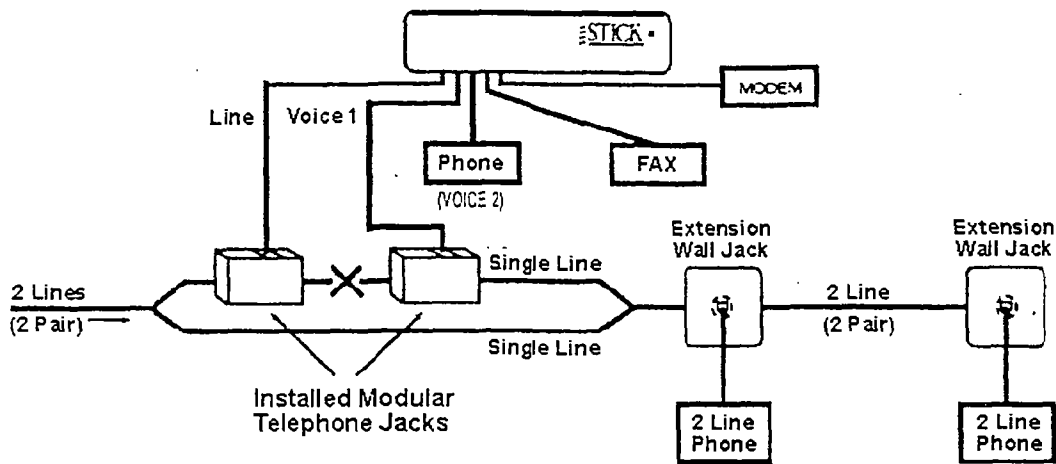 STICK
MODEM
Line
Voice 1
Phone
(VOICE 2)
FAX
Extension
Wall Jack
Extension
Wall Jack
2 Lines
(2 Pair)
Single Line
2 Line
(2 Pair)
Single Line
Installed Modular
Telephone Jacks
2 Line
Phone
2 Line
Phone